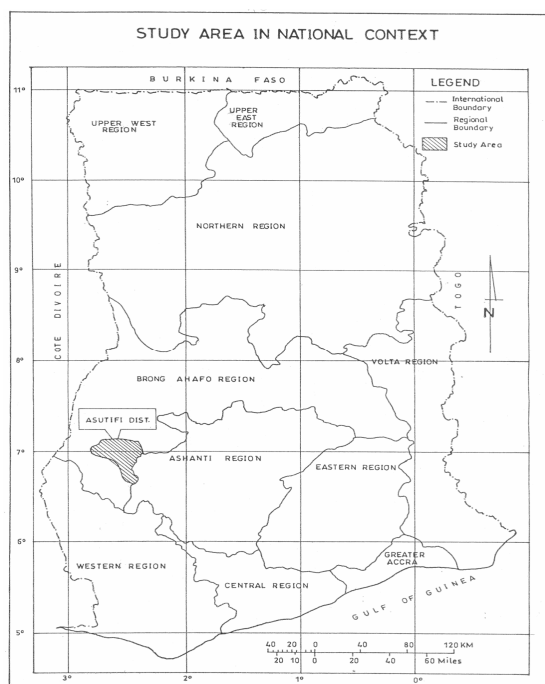 STUDY AREA IN NATIONAL CONTEXT
BURKINA FASO
LEGEND
International
Boundary
Regional
Boundary
Study Area
11°
UPPER WEST
REGION
UPPER
EAST
REGION
10°
NORTHERN REGION
9°
COTE DIVOIRE
TOGO
N
8°
VOLTA REGION
BRONG AHAFO REGION
ASUTIFI DIST.
7°
ASHANTI REGION
EASTERN REGION
6°
WESTERN REGION
GREATER
ACCRA
CENTRAL REGION
GULF OF GUINEA
5°
40 20 0 40 80 120 KM
20 10 0 20 40 60 Miles
3° 2° 1° 0°